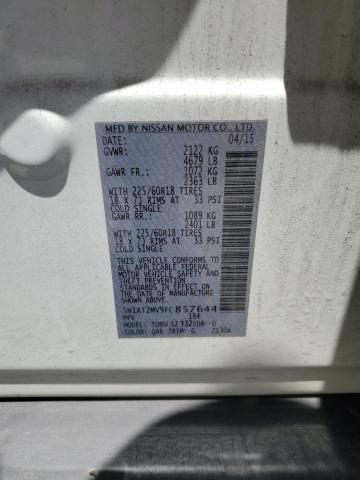 MFD BY NISSAN MOTOR CO., LTD.
DATE: 04/15
GVWR: 2122 KG
4679 LB
GAWR FR.: 1072 KG
2363 LB
WITH 225/60R18 TIRES
18 X 7J RIMS AT 33 PSI
COLD SINGLE
GAWR RR.: 1089 KG
2401 LB
WITH 225/60R18 TIRES
18 X 7J RIMS AT 33 PSI
COLD SINGLE
THIS VEHICLE CONFORMS TO ALL
APPLICABLE FEDERAL MOTOR VEHICLE
SAFETY STANDARDS IN EFFECT ON THE
DATE OF MANUFACTURE SHOWN ABOVE.
5N1AT2MV9FC857644
MPV 184
MODEL:
COLOR: QAB TRIM: G 2530A